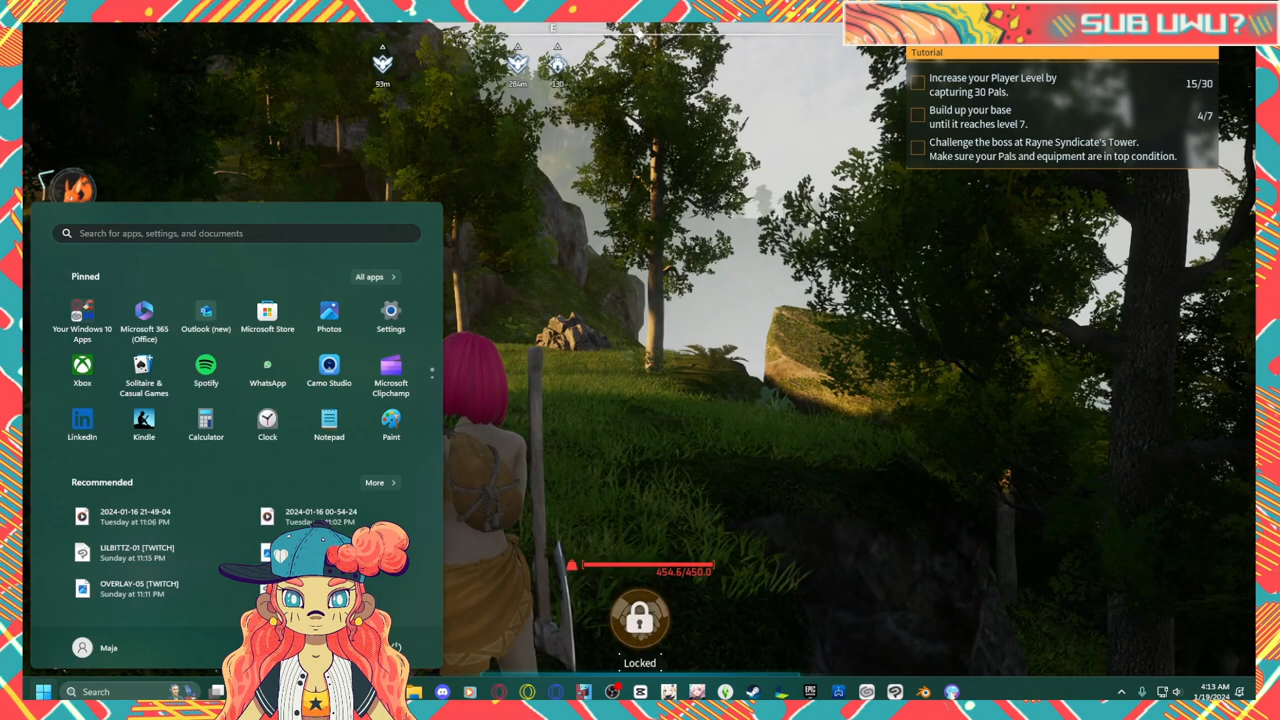 SUB UWU?
E
S
93m
284m
130
Tutorial
Increase your Player Level by
capturing 30 Pals.
15/30
Build up your base
until it reaches level 7.
4/7
Challenge the boss at Rayne Syndicate's Tower.
Make sure your Pals and equipment are in top condition.
Search for apps, settings, and documents
Pinned
All apps
Your Windows 10
Apps
Microsoft 365
(Office)
Outlook (new)
Microsoft Store
Photos
Settings
Xbox
Solitaire &
Casual Games
Spotify
WhatsApp
Camo Studio
Microsoft
Clipchamp
LinkedIn
Kindle
Calculator
Clock
Notepad
Paint
Recommended
More
2024-01-16 21-49-04
Tuesday at 11:06 PM
2024-01-16 00-54-24
LILBITTZ-01 [TWITCH]
Sunday at 11:15 PM
OVERLAY-05 [TWITCH]
Sunday at 11:11 PM
Maja
454.6/450.0
Locked
Search
4:13 AM
1/19/2024